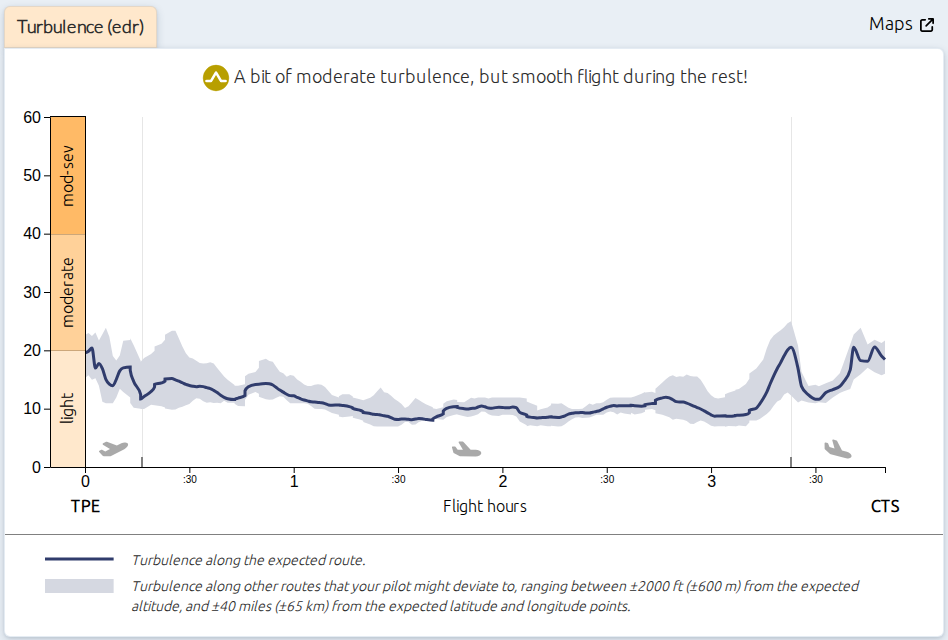 Turbulence (edr)
Maps
A bit of moderate turbulence, but smooth flight during the rest!
60
50
40
30
20
10
0
mod-sev
moderate
light
0 :30 1 :30 2 :30 3 :30
TPE Flight hours CTS
Turbulence along the expected route.
Turbulence along other routes that your pilot might deviate to, ranging between ±2000 ft (±600 m) from the expected
altitude, and ±40 miles (±65 km) from the expected latitude and longitude points.